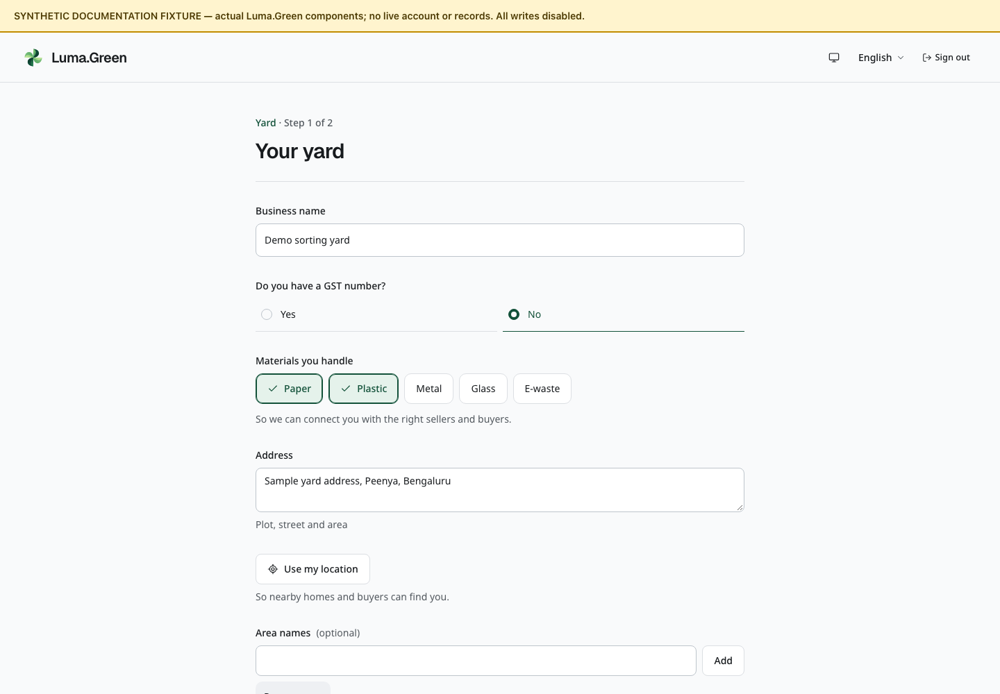 SYNTHETIC DOCUMENTATION FIXTURE — actual Luma.Green components; no live account or records. All writes disabled.
Luma.Green
English
Sign out
Yard · Step 1 of 2
Your yard
Business name
Demo sorting yard
Do you have a GST number?
Yes
No
Materials you handle
Paper
Plastic
Metal
Glass
E-waste
So we can connect you with the right sellers and buyers.
Address
Sample yard address, Peenya, Bengaluru
Plot, street and area
Use my location
So nearby homes and buyers can find you.
Area names (optional)
Add